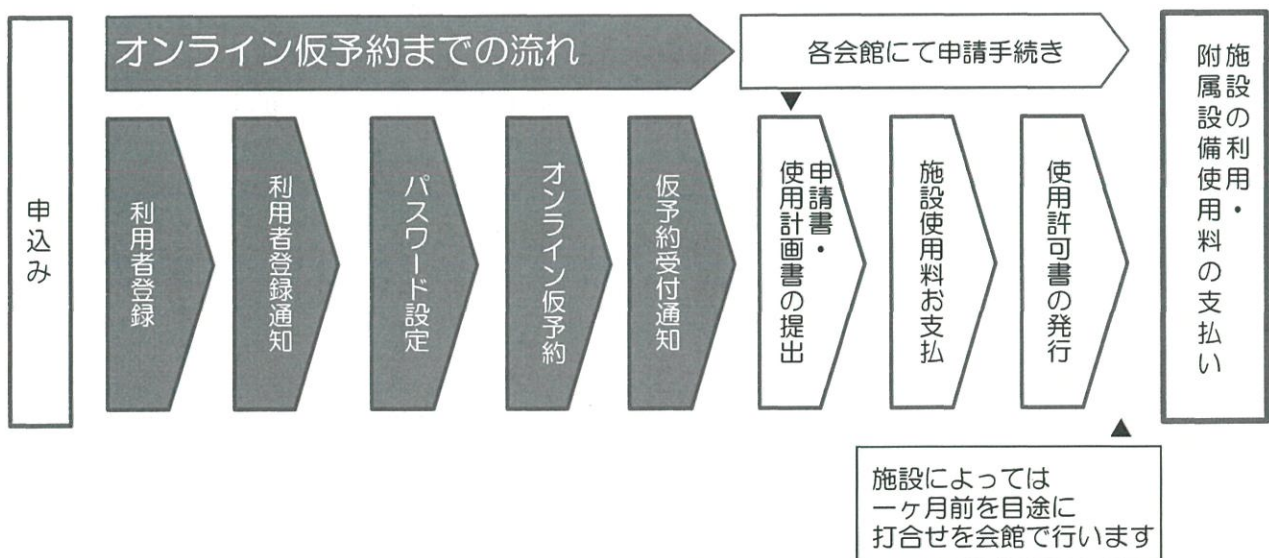 申込み
オンライン仮予約までの流れ
利用者登録
利用者登録通知
パスワード設定
オンライン仮予約
仮予約受付通知
各会館にて申請手続き
▼
申請書・
使用計画書の提出
施設使用料お支払
使用許可書の発行
▲
施設によっては
一ヶ月前を目途に
打合せを会館で行います
施設の利用・
附属設備使用料の支払い